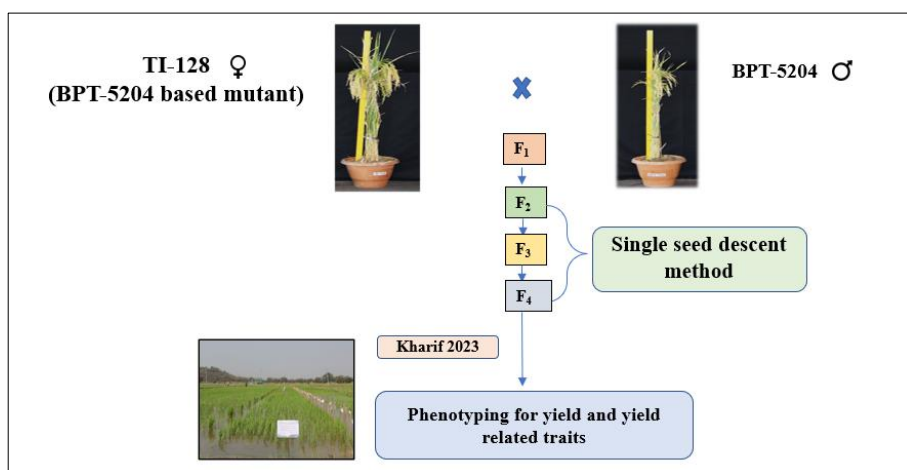 TI-128 ♀
(BPT-5204 based mutant)
BPT-5204 ♂
F₁
F₂
F₃
F₄
Single seed descent
method
Kharif 2023
Phenotyping for yield and yield
related traits